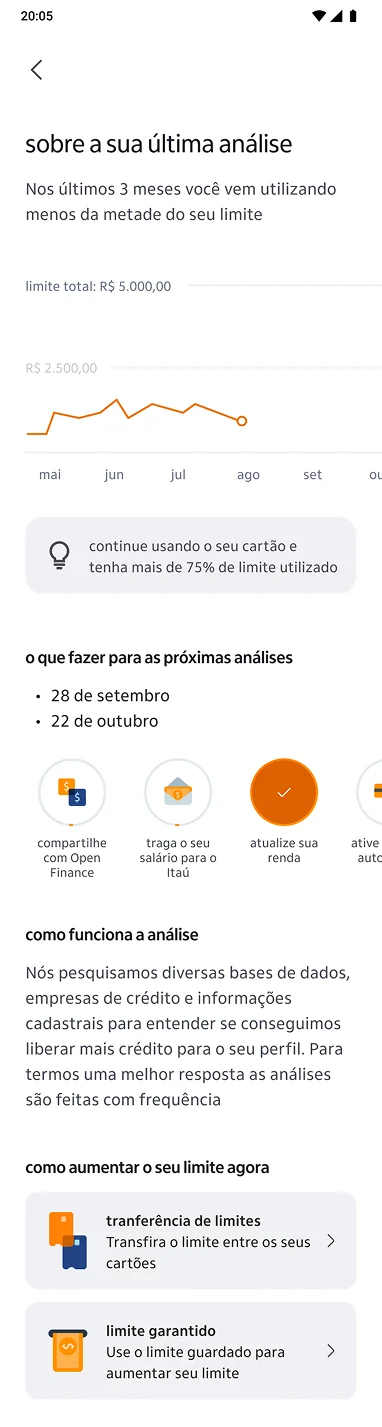 20:05
sobre a sua última análise
Nos últimos 3 meses você vem utilizando
menos da metade do seu limite
limite total: R$ 5.000,00
R$ 2.500,00
mai jun jul ago set ou
continue usando o seu cartão e
tenha mais de 75% de limite utilizado
o que fazer para as próximas análises
• 28 de setembro
• 22 de outubro
compartilhe
com Open
Finance
traga o seu
salário para o
Itaú
atualize sua
renda
ative
auto
como funciona a análise
Nós pesquisamos diversas bases de dados,
empresas de crédito e informações
cadastrais para entender se conseguimos
liberar mais crédito para o seu perfil. Para
termos uma melhor resposta as análises
são feitas com frequência
como aumentar o seu limite agora
tranferência de limites
Transfira o limite entre os seus
cartões
limite garantido
Use o limite guardado para
aumentar seu limite